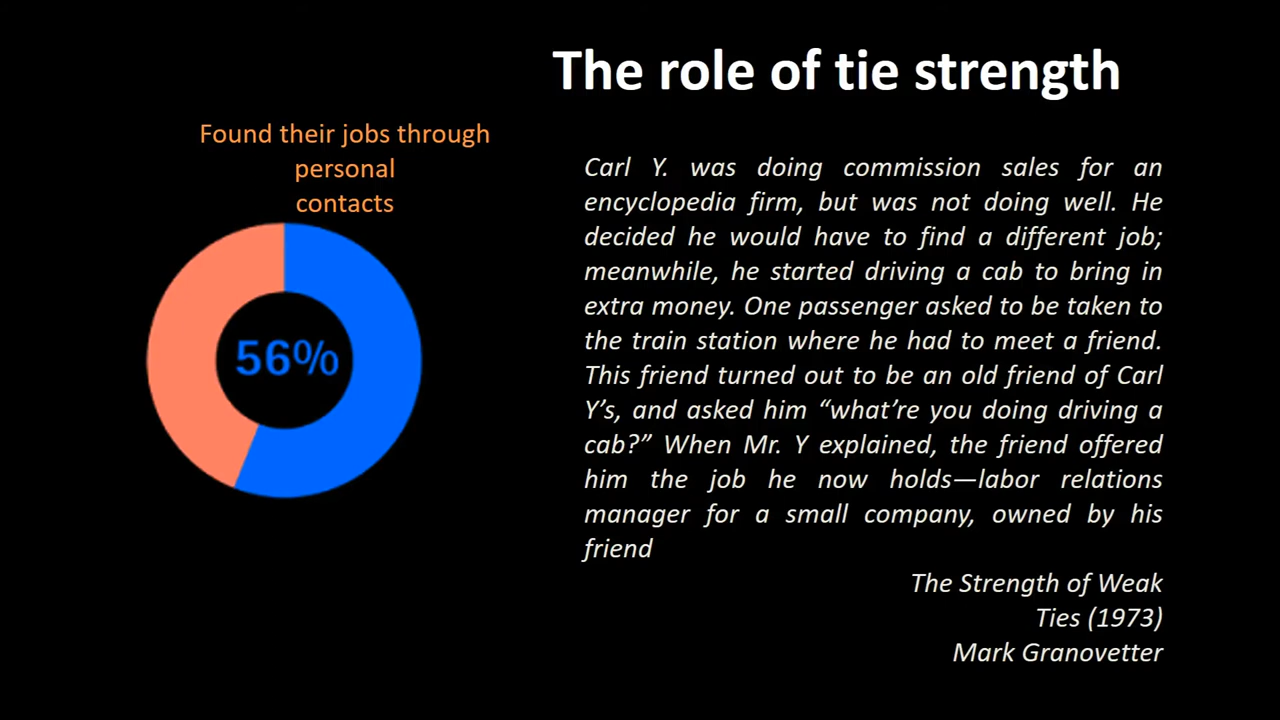 The role of tie strength
Found their jobs through
personal
contacts
56%
Carl Y. was doing commission sales for an
encyclopedia firm, but was not doing well. He
decided he would have to find a different job;
meanwhile, he started driving a cab to bring in
extra money. One passenger asked to be taken to
the train station where he had to meet a friend.
This friend turned out to be an old friend of Carl
Y’s, and asked him “what’re you doing driving a
cab?” When Mr. Y explained, the friend offered
him the job he now holds—labor relations
manager for a small company, owned by his
friend
The Strength of Weak
Ties (1973)
Mark Granovetter